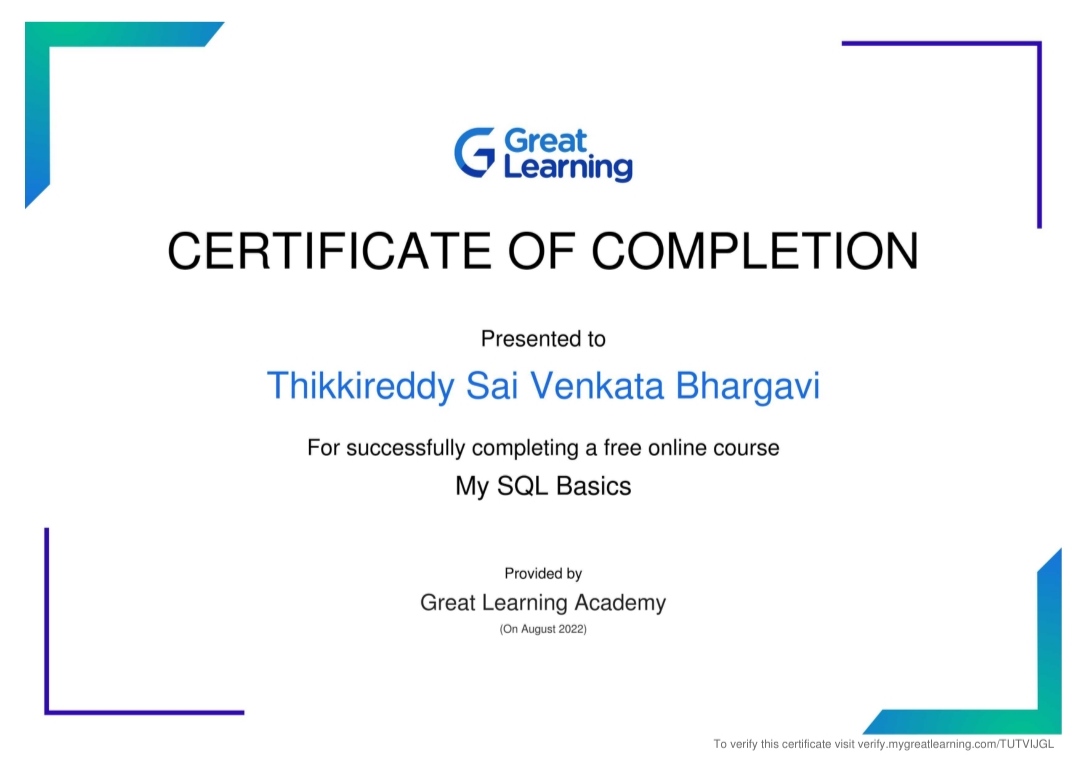 Great
Learning
CERTIFICATE OF COMPLETION
Presented to
Thikkireddy Sai Venkata Bhargavi
For successfully completing a free online course
My SQL Basics
Provided by
Great Learning Academy
(On August 2022)
To verify this certificate visit verify.mygreatlearning.com/TUTVIJGL